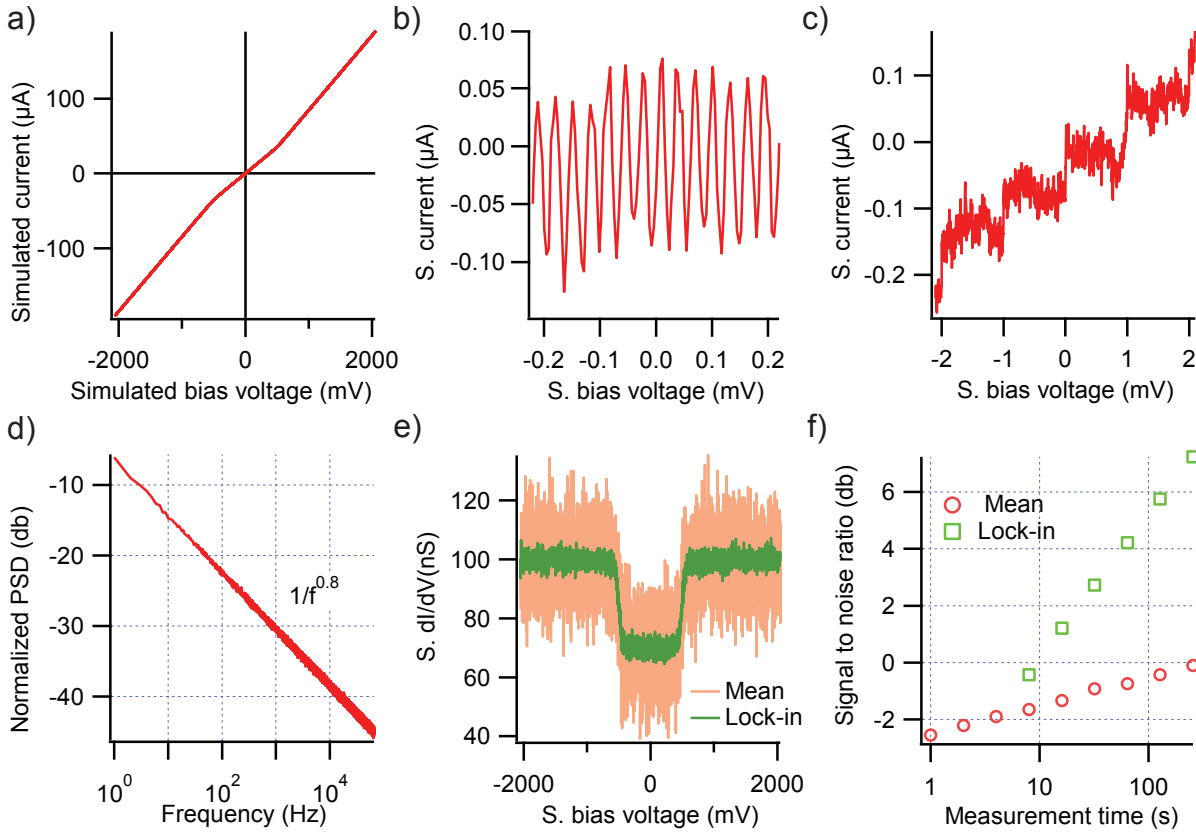 a)
Simulated current (µA)
100
0
-100
-2000
0
2000
Simulated bias voltage (mV)
b)
S. current (µA)
0.05
0.00
-0.05
-0.10
-0.2
-0.1
0.0
0.1
0.2
S. bias voltage (mV)
c)
S. current (µA)
0.1
0.0
-0.1
-0.2
-2
-1
0
1
2
S. bias voltage (mV)
d)
Normalized PSD (db)
-10
-20
-30
-40
1/f^0.8
10^0
10^2
10^4
Frequency (Hz)
e)
S. dI/dV(nS)
120
100
80
60
40
Mean
Lock-in
-2000
0
2000
S. bias voltage (mV)
f)
Signal to noise ratio (db)
6
4
2
0
-2
Mean
Lock-in
1
10
100
Measurement time (s)